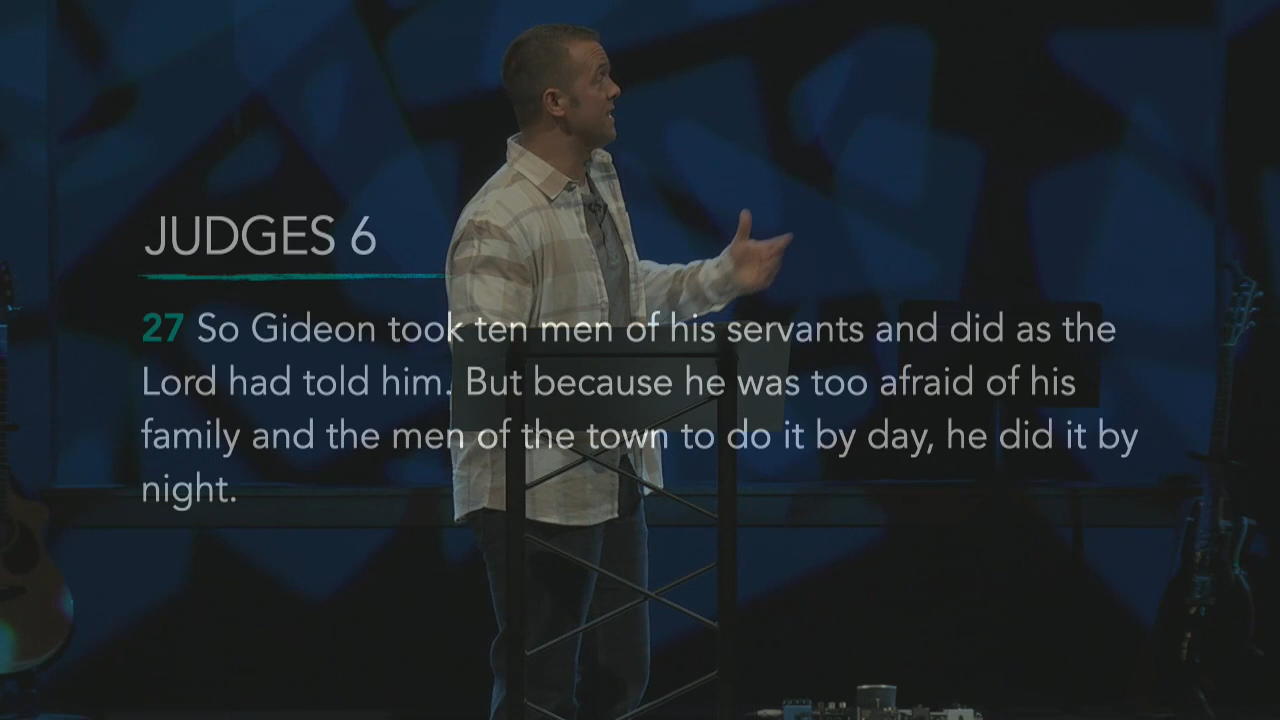 JUDGES 6
27 So Gideon took ten men of his servants and did as the
Lord had told him. But because he was too afraid of his
family and the men of the town to do it by day, he did it by
night.